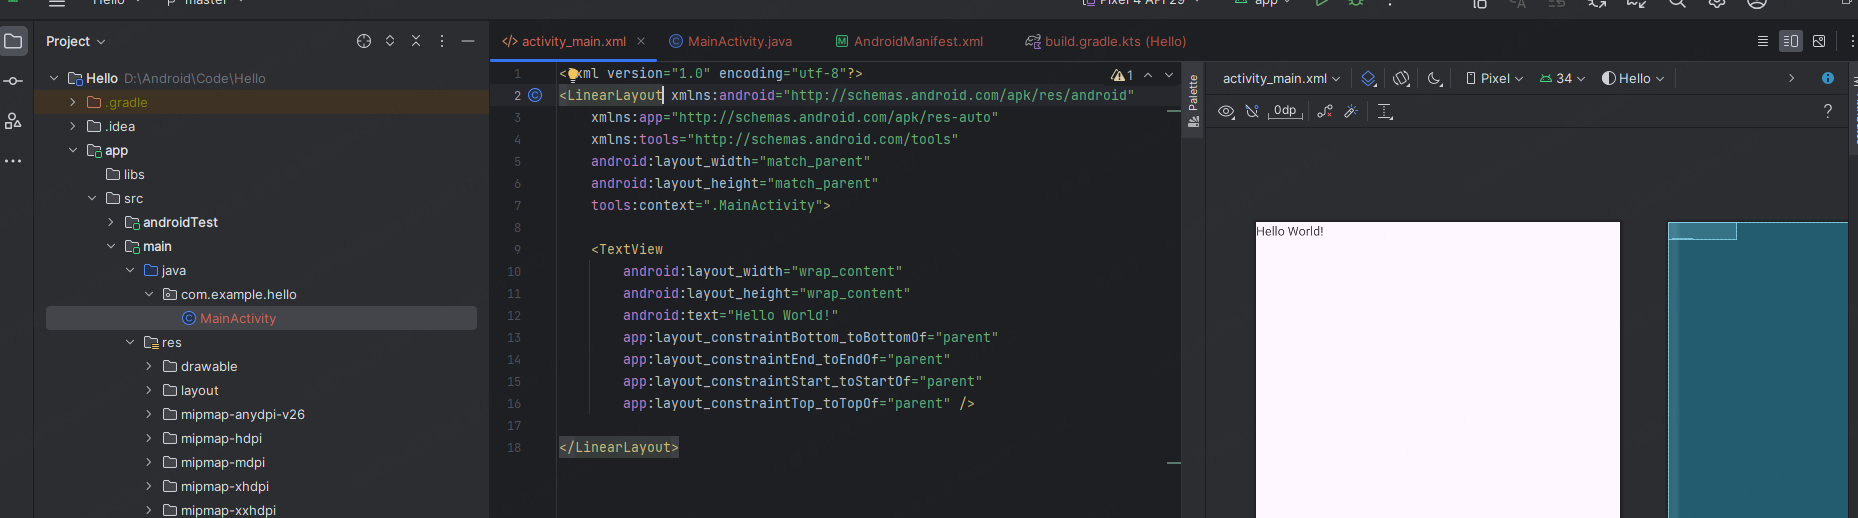 Hello master Pixel 4 API 29 app
Project
activity_main.xml MainActivity.java AndroidManifest.xml build.gradle.kts (Hello)
Hello D:\Android\Code\Hello
.gradle
.idea
app
libs
src
androidTest
main
java
com.example.hello
MainActivity
res
drawable
layout
mipmap-anydpi-v26
mipmap-hdpi
mipmap-mdpi
mipmap-xhdpi
mipmap-xxhdpi
1 <?xml version="1.0" encoding="utf-8"?>
2 <LinearLayout xmlns:android="http://schemas.android.com/apk/res/android"
3 xmlns:app="http://schemas.android.com/apk/res-auto"
4 xmlns:tools="http://schemas.android.com/tools"
5 android:layout_width="match_parent"
6 android:layout_height="match_parent"
7 tools:context=".MainActivity">
8
9 <TextView
10 android:layout_width="wrap_content"
11 android:layout_height="wrap_content"
12 android:text="Hello World!"
13 app:layout_constraintBottom_toBottomOf="parent"
14 app:layout_constraintEnd_toEndOf="parent"
15 app:layout_constraintStart_toStartOf="parent"
16 app:layout_constraintTop_toTopOf="parent" />
17
18 </LinearLayout>
1
Palette
activity_main.xml Pixel 34 Hello
0dp
?
Hello World!